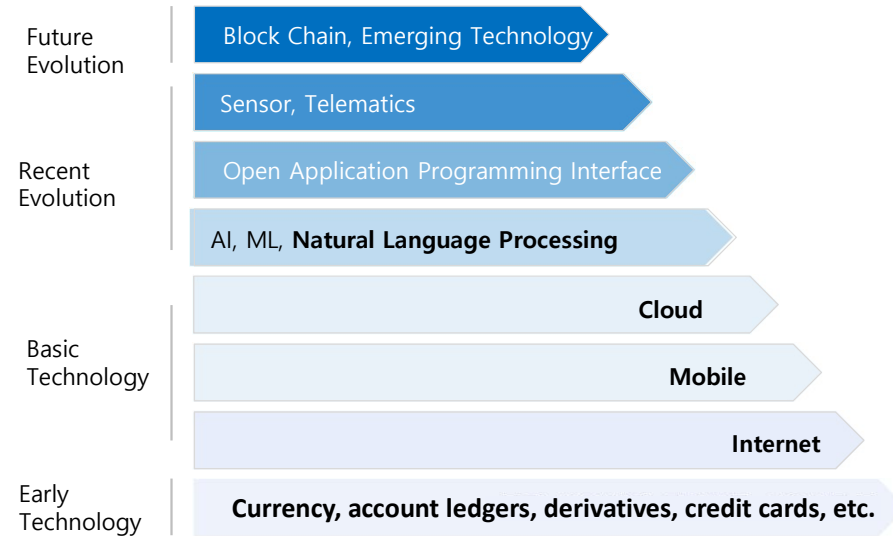 Future
Evolution
Block Chain, Emerging Technology
Sensor, Telematics
Recent
Evolution
Open Application Programming Interface
AI, ML, Natural Language Processing
Cloud
Basic
Technology
Mobile
Internet
Early
Technology
Currency, account ledgers, derivatives, credit cards, etc.